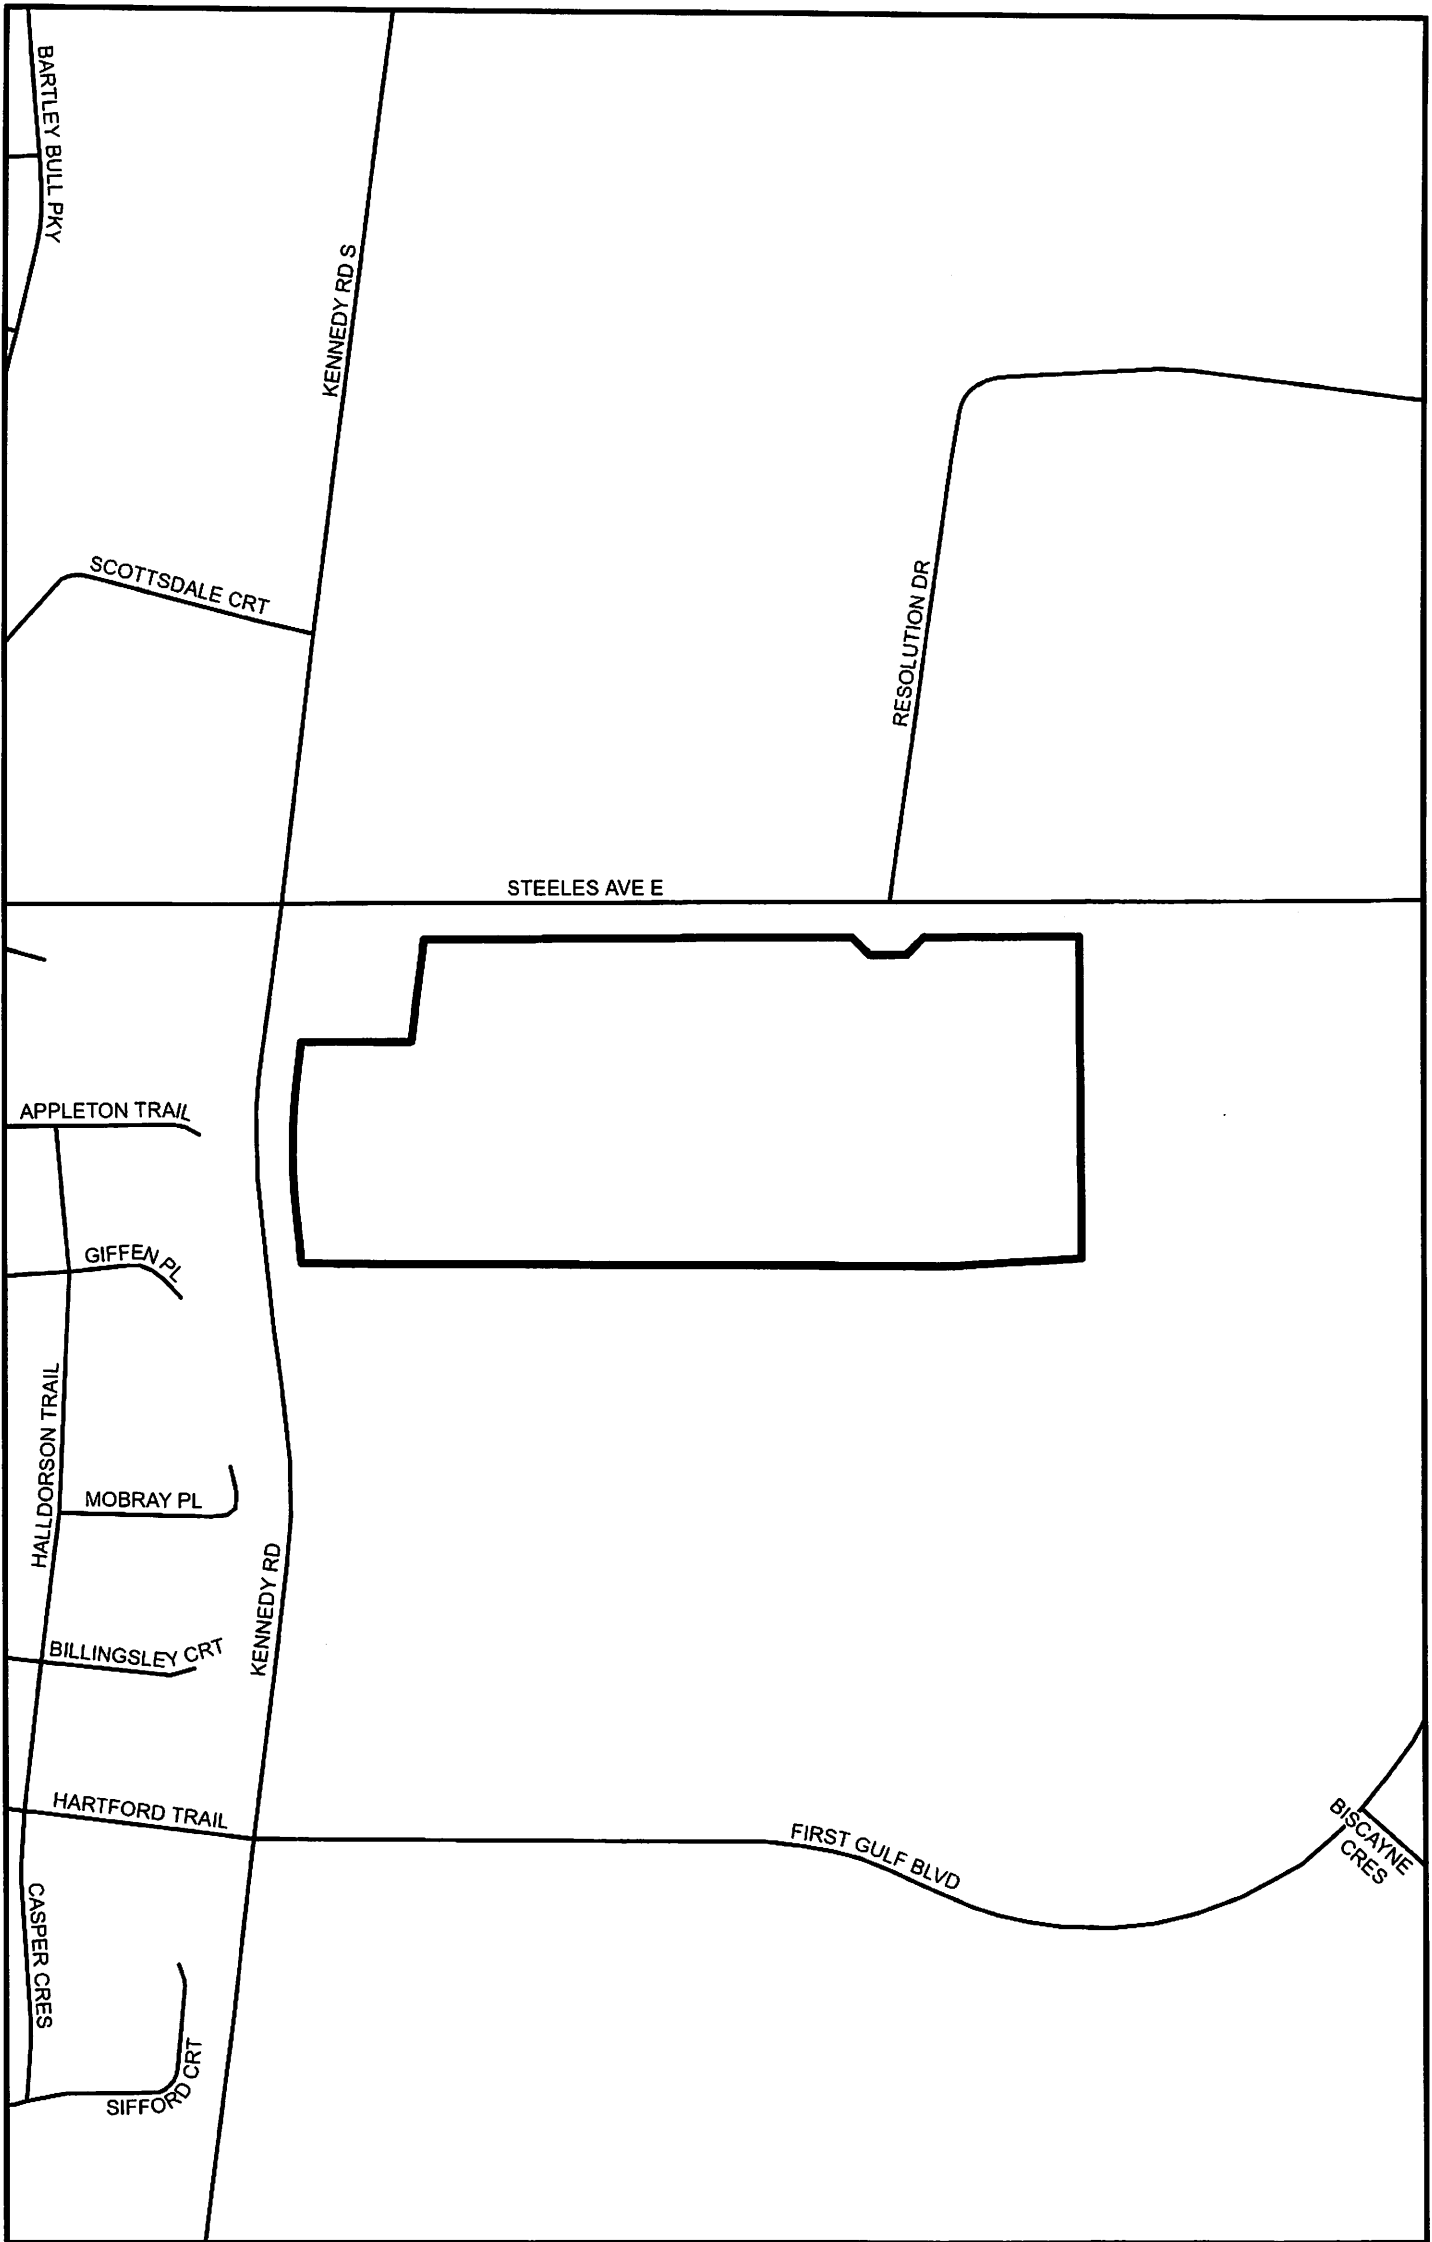 BARTLEY BULL PKY
KENNEDY RD S
SCOTTSDALE CRT
RESOLUTION DR
STEELES AVE E
APPLETON TRAIL
GIFFEN PL
HALLDORSON TRAIL
MOBRAY PL
KENNEDY RD
BILLINGSLEY CRT
HARTFORD TRAIL
FIRST GULF BLVD
BISCAYNE
CRES
CASPER CRES
SIFFORD CRT